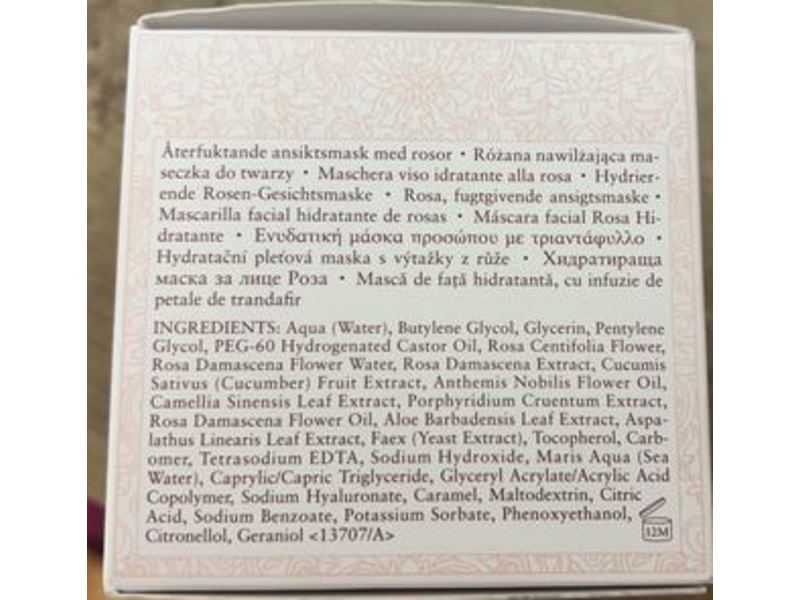 Återfuktande ansiktsmask med rosor • Różana nawilżająca ma-
seczka do twarzy • Maschera viso idratante alla rosa • Hydrier-
ende Rosen-Gesichtsmaske • Rosa, fugtgivende ansigtsmaske •
Mascarilla facial hidratante de rosas • Máscara facial Rosa Hi-
dratante • Ενυδατική μάσκα προσώπου με τριαντάφυλλο •
Hydratační pleťová maska s výtažky z růže • Хидратираща
маска за лице Роза • Mască de față hidratantă, cu infuzie de
petale de trandafir
INGREDIENTS: Aqua (Water), Butylene Glycol, Glycerin, Pentylene
Glycol, PEG-60 Hydrogenated Castor Oil, Rosa Centifolia Flower,
Rosa Damascena Flower Water, Rosa Damascena Extract, Cucumis
Sativus (Cucumber) Fruit Extract, Anthemis Nobilis Flower Oil,
Camellia Sinensis Leaf Extract, Porphyridium Cruentum Extract,
Rosa Damascena Flower Oil, Aloe Barbadensis Leaf Extract, Aspa-
lathus Linearis Leaf Extract, Faex (Yeast Extract), Tocopherol, Carb-
omer, Tetrasodium EDTA, Sodium Hydroxide, Maris Aqua (Sea
Water), Caprylic/Capric Triglyceride, Glyceryl Acrylate/Acrylic Acid
Copolymer, Sodium Hyaluronate, Caramel, Maltodextrin, Citric
Acid, Sodium Benzoate, Potassium Sorbate, Phenoxyethanol,
Citronellol, Geraniol <13707/A>
12M